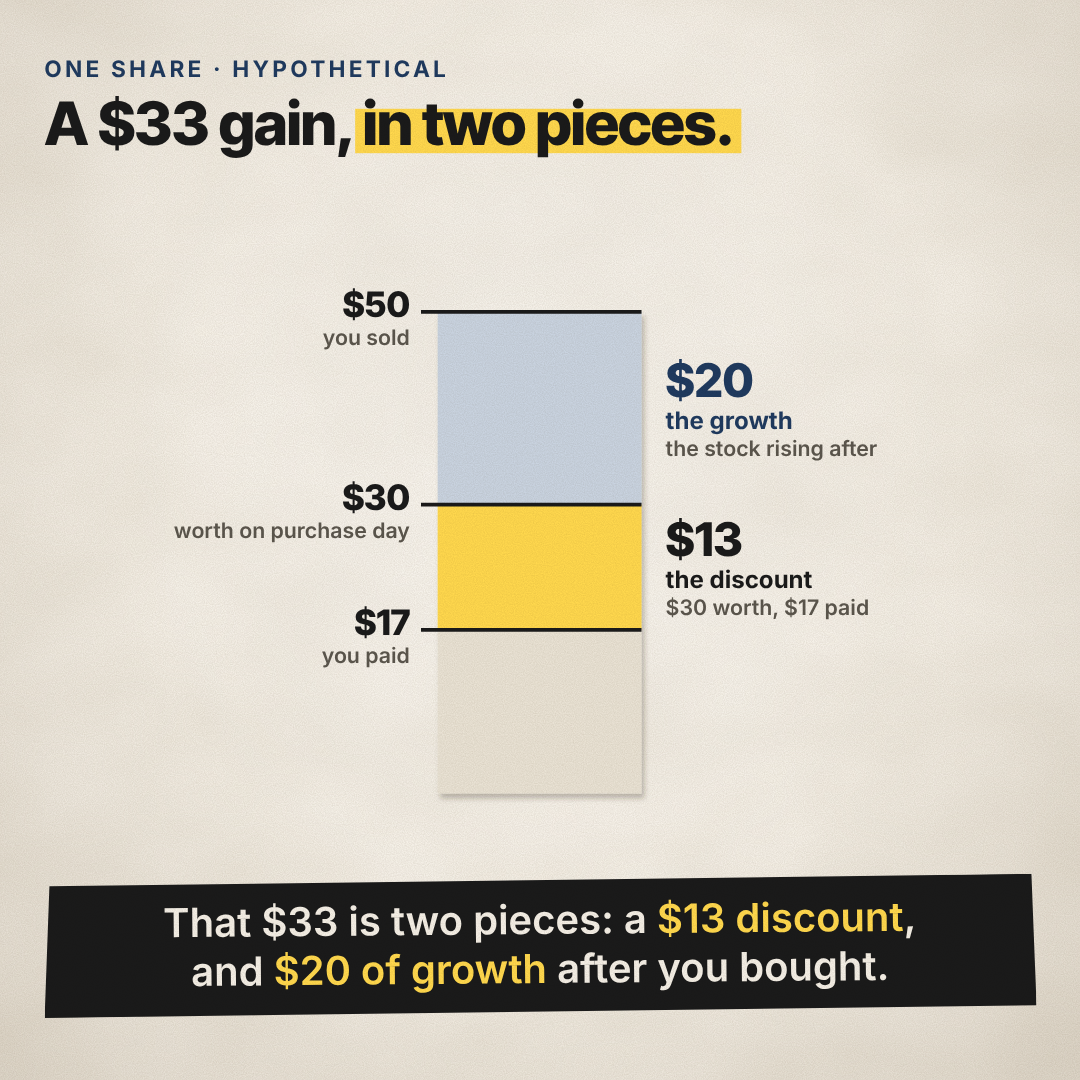 ONE SHARE · HYPOTHETICAL
A $33 gain, in two pieces.
$50
you sold
$20
the growth
the stock rising after
$30
worth on purchase day
$13
the discount
$30 worth, $17 paid
$17
you paid
That $33 is two pieces: a $13 discount,
and $20 of growth after you bought.